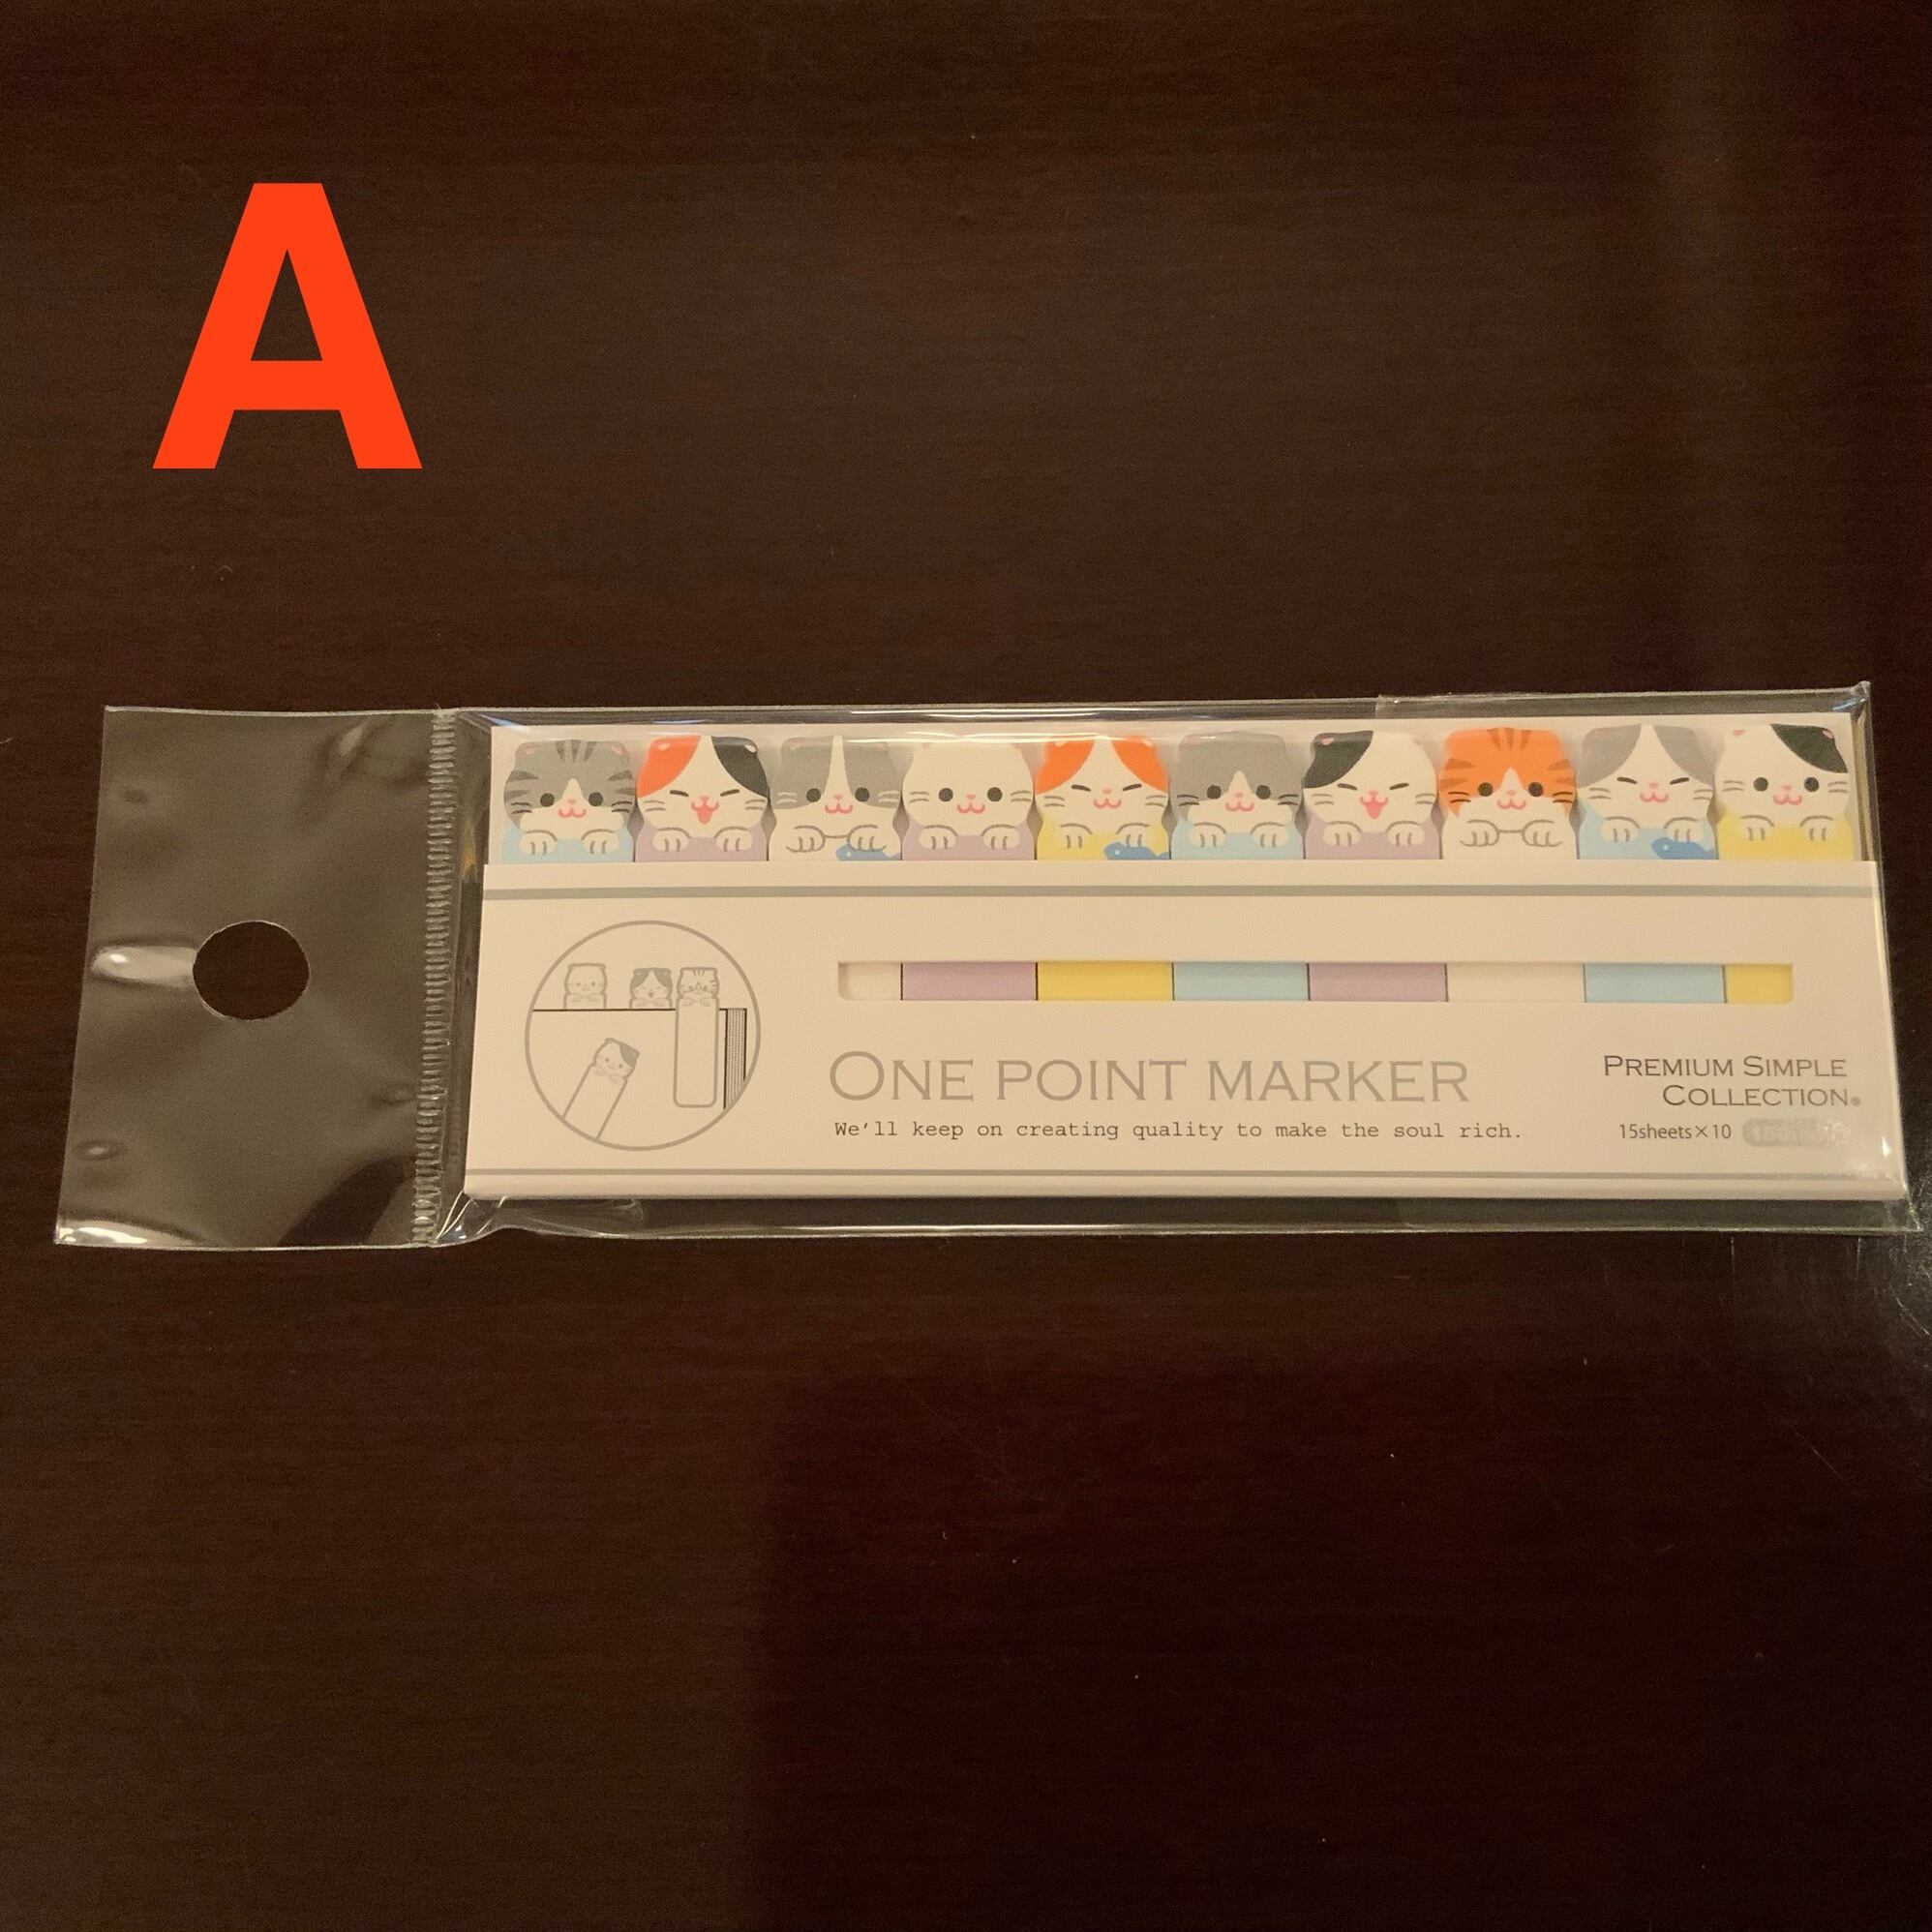 A
ONE POINT MARKER
We'll keep on creating quality to make the soul rich.
PREMIUM SIMPLE
COLLECTION
15sheets×10